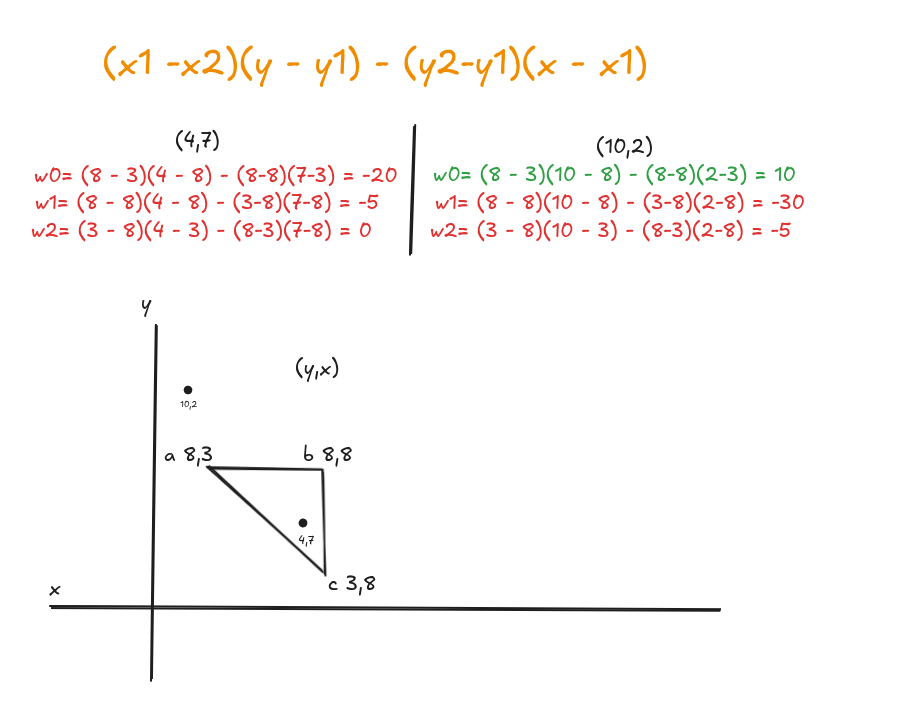 (x1 -x2)(y - y1) - (y2-y1)(x - x1)
(4,7)
w0= (8 - 3)(4 - 8) - (8-8)(7-3) = -20
w1= (8 - 8)(4 - 8) - (3-8)(7-8) = -5
w2= (3 - 8)(4 - 3) - (8-3)(7-8) = 0
(10,2)
w0= (8 - 3)(10 - 8) - (8-8)(2-3) = 10
w1= (8 - 8)(10 - 8) - (3-8)(2-8) = -30
w2= (3 - 8)(10 - 3) - (8-3)(2-8) = -5
y
(y,x)
10,2
a 8,3
b 8,8
4,7
c 3,8
x